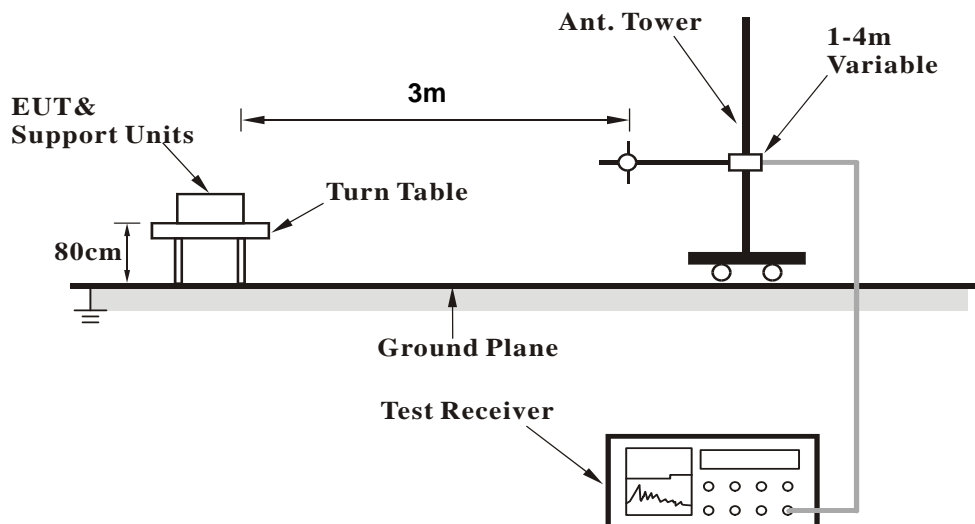 Ant. Tower
1-4m
Variable
3m
EUT&
Support Units
Turn Table
80cm
Ground Plane
Test Receiver